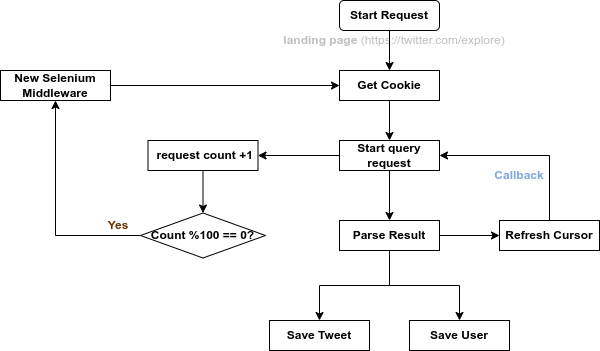 Start Request
landing page (https://twitter.com/explore)
New Selenium
Middleware
Get Cookie
request count +1
Start query
request
Callback
Yes
Count %100 == 0?
Parse Result
Refresh Cursor
Save Tweet
Save User